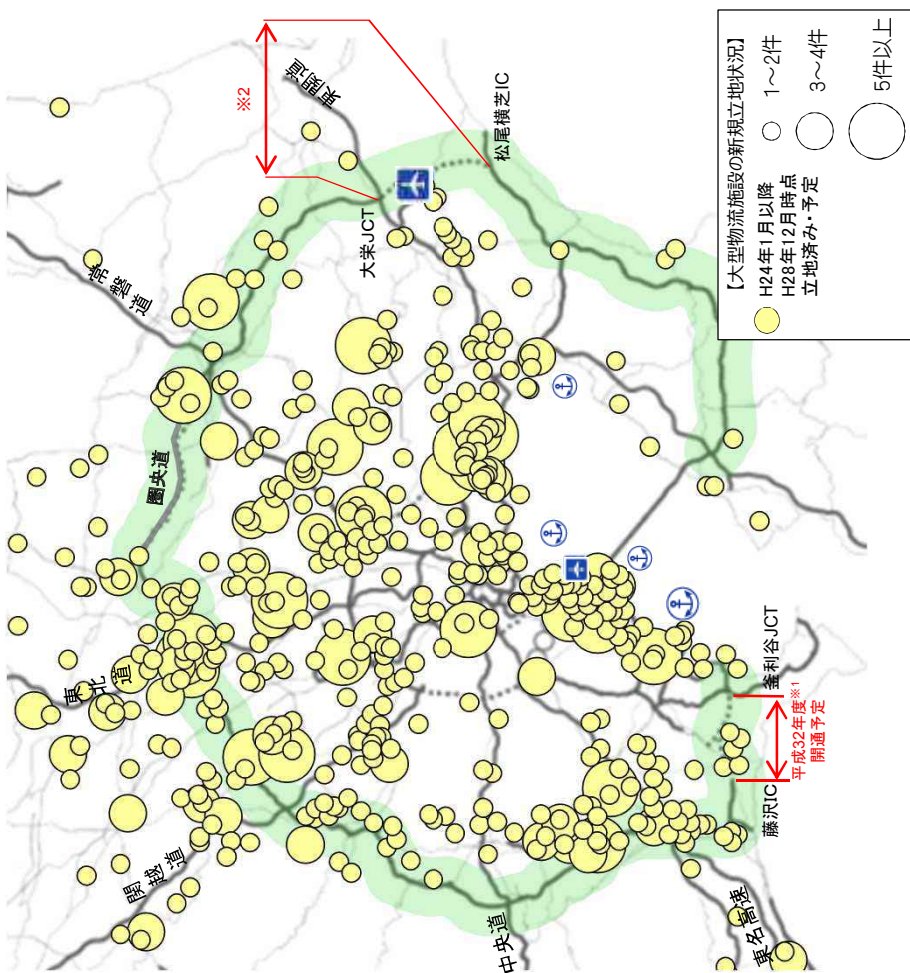 ※2
東関道
常磐道
大栄JCT
松尾横芝IC
圏央道
東北道
関越道
中央道
東名高速
藤沢IC
釜利谷JCT
平成32年度※1
開通予定
【大型物流施設の新規立地状況】
H24年1月以降
H28年12月時点
立地済み・予定
1~2件
3~4件
5件以上